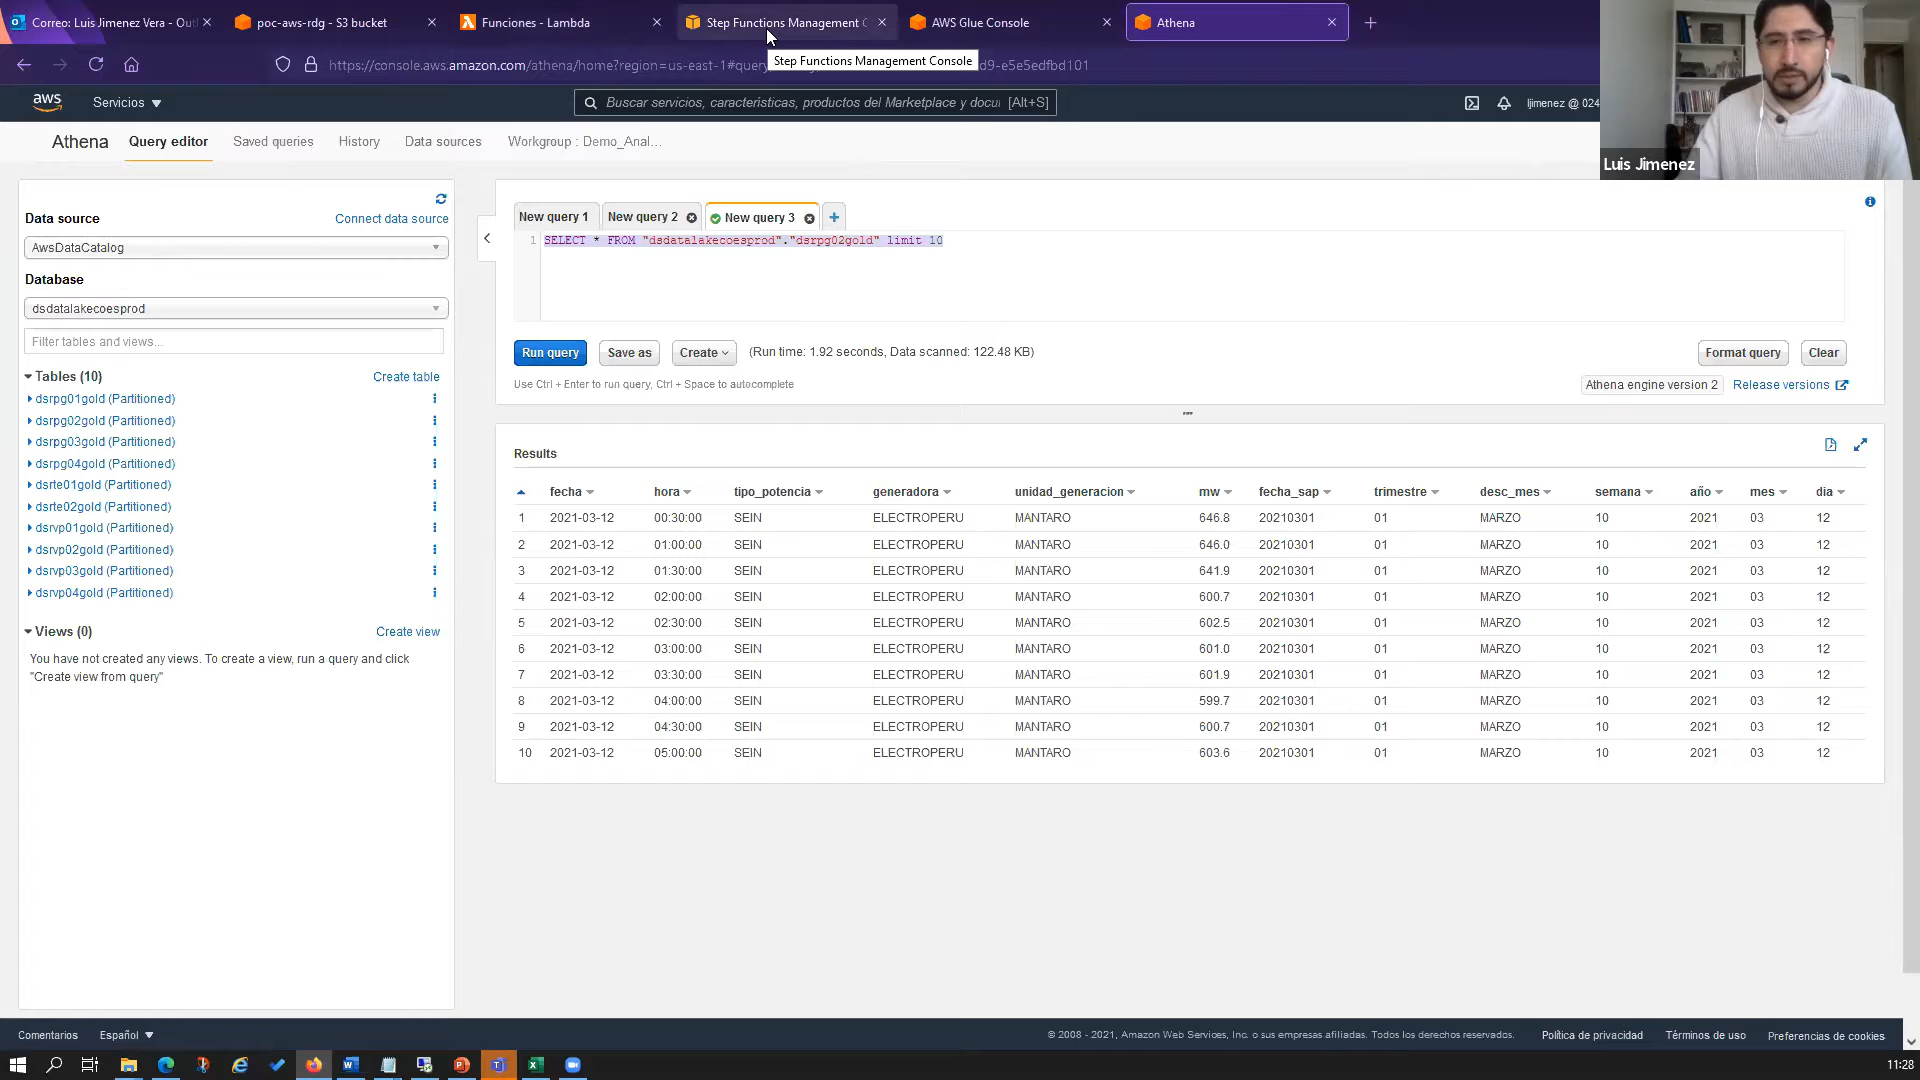 Correo: Luis Jimenez Vera - Out
poc-aws-rdg - S3 bucket
Funciones - Lambda
Step Functions Management C
AWS Glue Console
Athena
https://console.aws.amazon.com/athena/home?region=us-east-1#query
d9-e5e5edfbd101
Step Functions Management Console
aws
Servicios
Buscar servicios, características, productos del Marketplace y docu [Alt+S]
ljimenez @ 024
Luis Jimenez
Athena
Query editor
Saved queries
History
Data sources
Workgroup : Demo_Anal...
Data source
Connect data source
AwsDataCatalog
Database
dsdatalakecoesprod
Filter tables and views...
Tables (10)
Create table
dsrpg01gold (Partitioned)
dsrpg02gold (Partitioned)
dsrpg03gold (Partitioned)
dsrpg04gold (Partitioned)
dsrte01gold (Partitioned)
dsrte02gold (Partitioned)
dsrvp01gold (Partitioned)
dsrvp02gold (Partitioned)
dsrvp03gold (Partitioned)
dsrvp04gold (Partitioned)
Views (0)
Create view
You have not created any views. To create a view, run a query and click
"Create view from query"
New query 1
New query 2
New query 3
1 SELECT * FROM "dsdatalakecoesprod"."dsrpg02gold" limit 10
Run query
Save as
Create
(Run time: 1.92 seconds, Data scanned: 122.48 KB)
Format query
Clear
Use Ctrl + Enter to run query, Ctrl + Space to autocomplete
Athena engine version 2
Release versions
Results
fecha hora tipo_potencia generadora unidad_generacion mw fecha_sap trimestre desc_mes semana año mes dia
1 2021-03-12 00:30:00 SEIN ELECTROPERU MANTARO 646.8 20210301 01 MARZO 10 2021 03 12
2 2021-03-12 01:00:00 SEIN ELECTROPERU MANTARO 646.0 20210301 01 MARZO 10 2021 03 12
3 2021-03-12 01:30:00 SEIN ELECTROPERU MANTARO 641.9 20210301 01 MARZO 10 2021 03 12
4 2021-03-12 02:00:00 SEIN ELECTROPERU MANTARO 600.7 20210301 01 MARZO 10 2021 03 12
5 2021-03-12 02:30:00 SEIN ELECTROPERU MANTARO 602.5 20210301 01 MARZO 10 2021 03 12
6 2021-03-12 03:00:00 SEIN ELECTROPERU MANTARO 601.0 20210301 01 MARZO 10 2021 03 12
7 2021-03-12 03:30:00 SEIN ELECTROPERU MANTARO 601.9 20210301 01 MARZO 10 2021 03 12
8 2021-03-12 04:00:00 SEIN ELECTROPERU MANTARO 599.7 20210301 01 MARZO 10 2021 03 12
9 2021-03-12 04:30:00 SEIN ELECTROPERU MANTARO 600.7 20210301 01 MARZO 10 2021 03 12
10 2021-03-12 05:00:00 SEIN ELECTROPERU MANTARO 603.6 20210301 01 MARZO 10 2021 03 12
Comentarios
Español
© 2008 - 2021, Amazon Web Services, Inc. o sus empresas afiliadas. Todos los derechos reservados.
Política de privacidad
Términos de uso
Preferencias de cookies
11:28